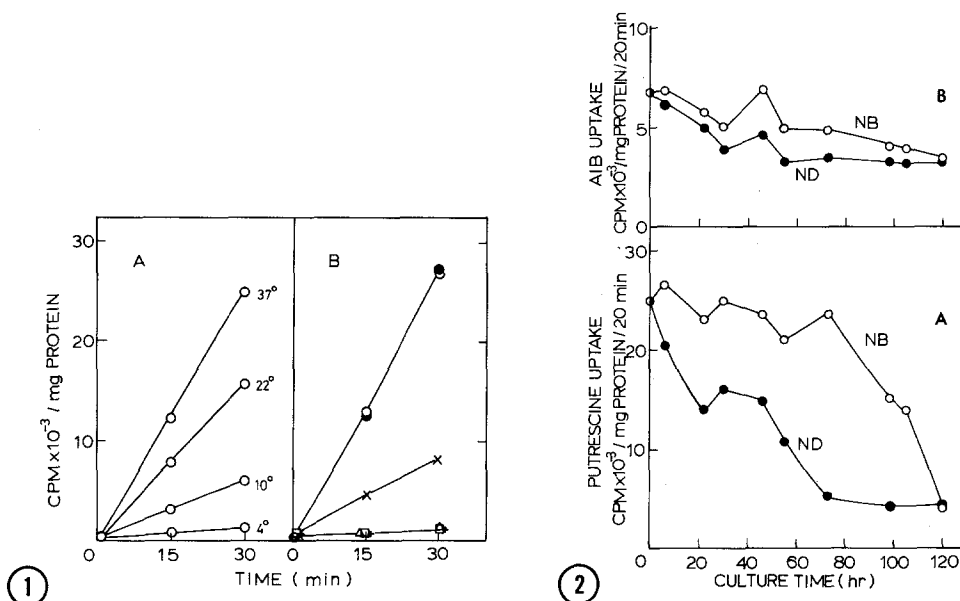 A
B
30
20
10
0
CPM×10⁻³ / mg PROTEIN
37°
22°
10°
4°
0 15 30 0 15 30
TIME ( min )
1
B
10
5
0
AIB UPTAKE
CPM×10⁻³/mg PROTEIN/20 min
NB
ND
A
30
20
10
0
PUTRESCINE UPTAKE
CPM×10⁻³/ mg PROTEIN/ 20 min
NB
ND
0 20 40 60 80 100 120
CULTURE TIME ( hr )
2